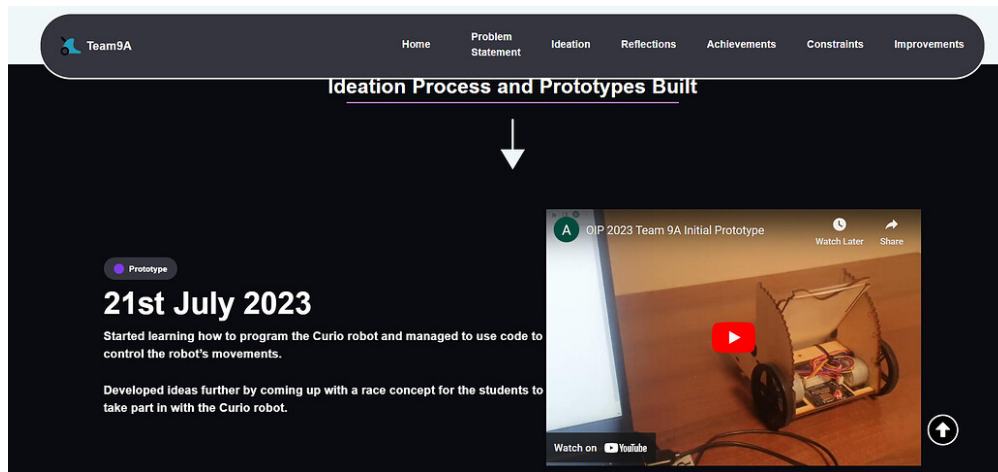 Team9A
Home
Problem
Statement
Ideation
Reflections
Achievements
Constraints
Improvements
Ideation Process and Prototypes Built
A
OIP 2023 Team 9A Initial Prototype
Watch Later
Share
Prototype
21st July 2023
Started learning how to program the Curio robot and managed to use code to
control the robot's movements.
Developed ideas further by coming up with a race concept for the students to
take part in with the Curio robot.
Watch on YouTube